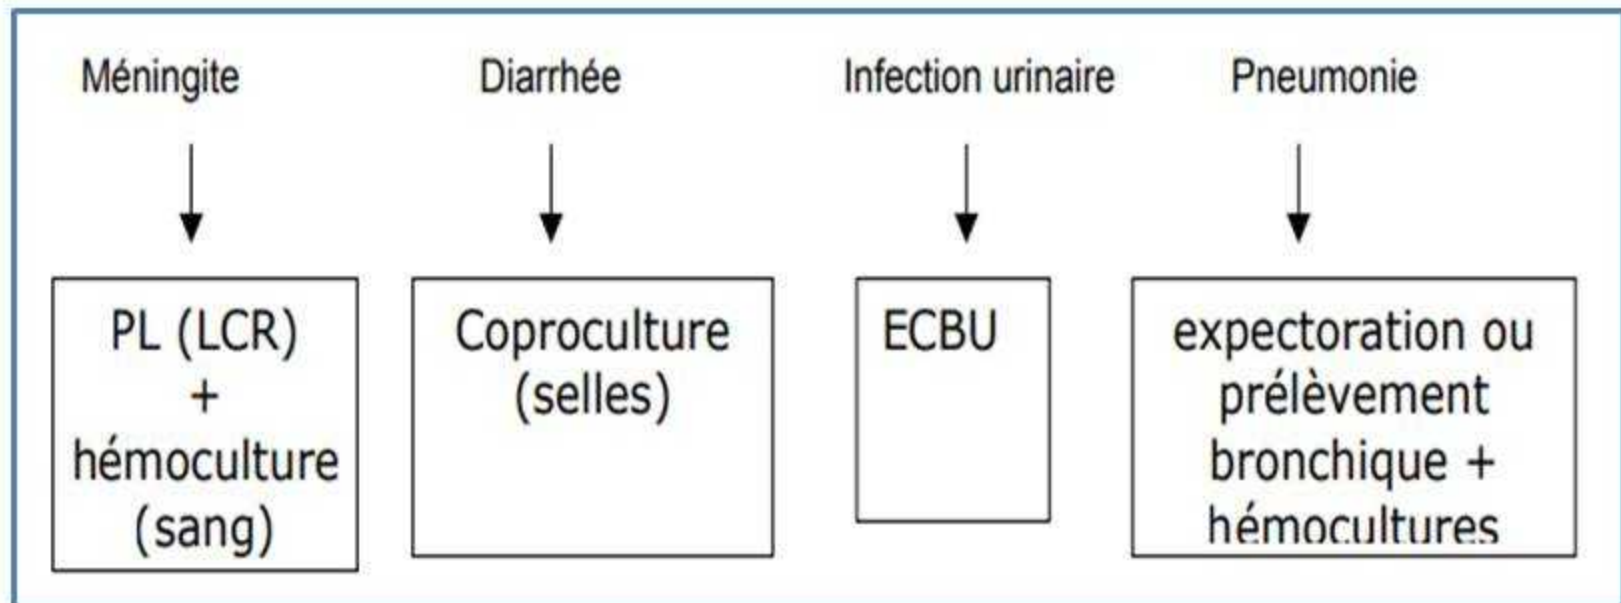 Méningite
Diarrhée
Infection urinaire
Pneumonie
PL (LCR)
+
hémoculture
(sang)
Coproculture
(selles)
ECBU
expectoration ou
prélèvement
bronchique +
hémocultures